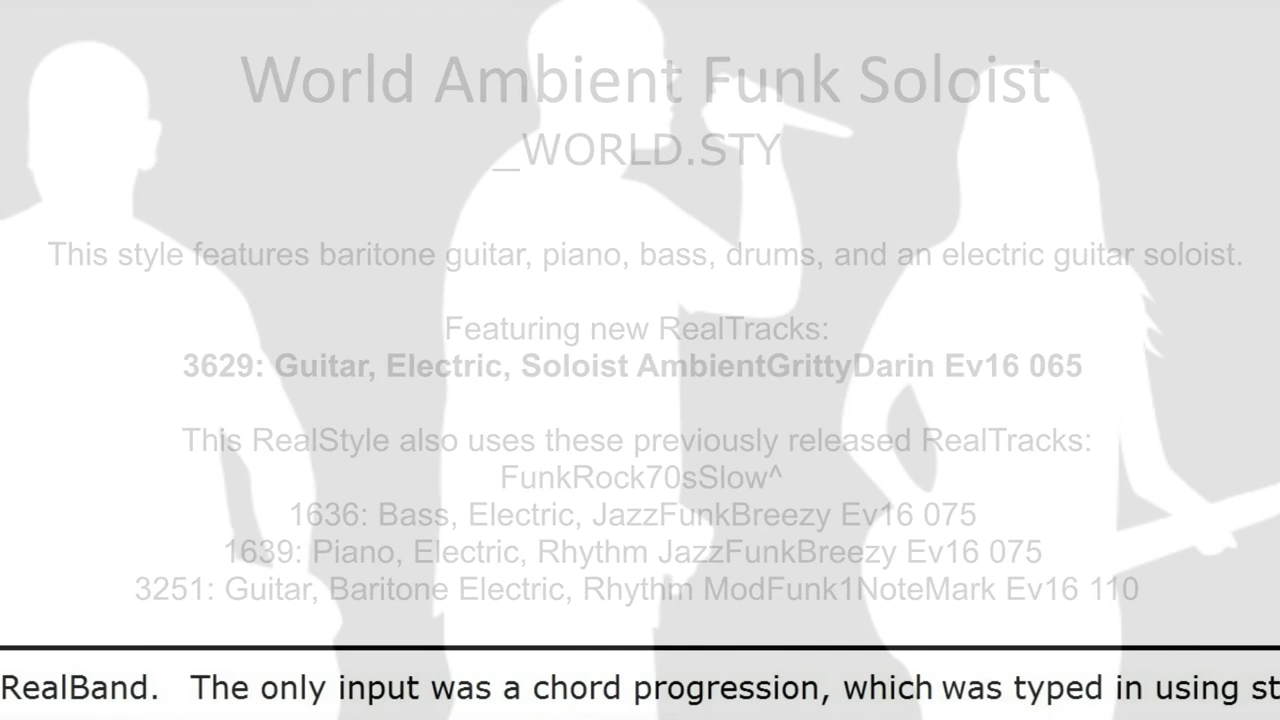 World Ambient Funk Soloist
_WORLD.STY
This style features baritone guitar, piano, bass, drums, and an electric guitar soloist.
Featuring new RealTracks:
3629: Guitar, Electric, Soloist AmbientGrittyDarin Ev16 065
This RealStyle also uses these previously released RealTracks:
FunkRock70sSlow^
1636: Bass, Electric, JazzFunkBreezy Ev16 075
1639: Piano, Electric, Rhythm JazzFunkBreezy Ev16 075
3251: Guitar, Baritone Electric, Rhythm ModFunk1NoteMark Ev16 110
RealBand. The only input was a chord progression, which was typed in using st